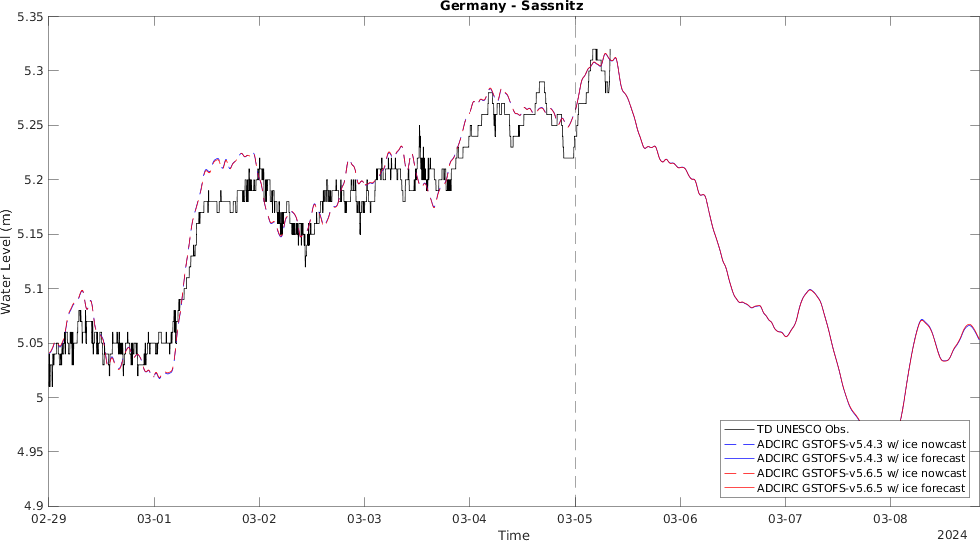 Germany - Sassnitz
5.35
5.3
5.25
5.2
5.15
5.1
5.05
5
4.95
4.9
Water Level (m)
TD UNESCO Obs.
ADCIRC GSTOFS-v5.4.3 w/ ice nowcast
ADCIRC GSTOFS-v5.4.3 w/ ice forecast
ADCIRC GSTOFS-v5.6.5 w/ ice nowcast
ADCIRC GSTOFS-v5.6.5 w/ ice forecast
02-29 03-01 03-02 03-03 03-04 03-05 03-06 03-07 03-08
Time
2024